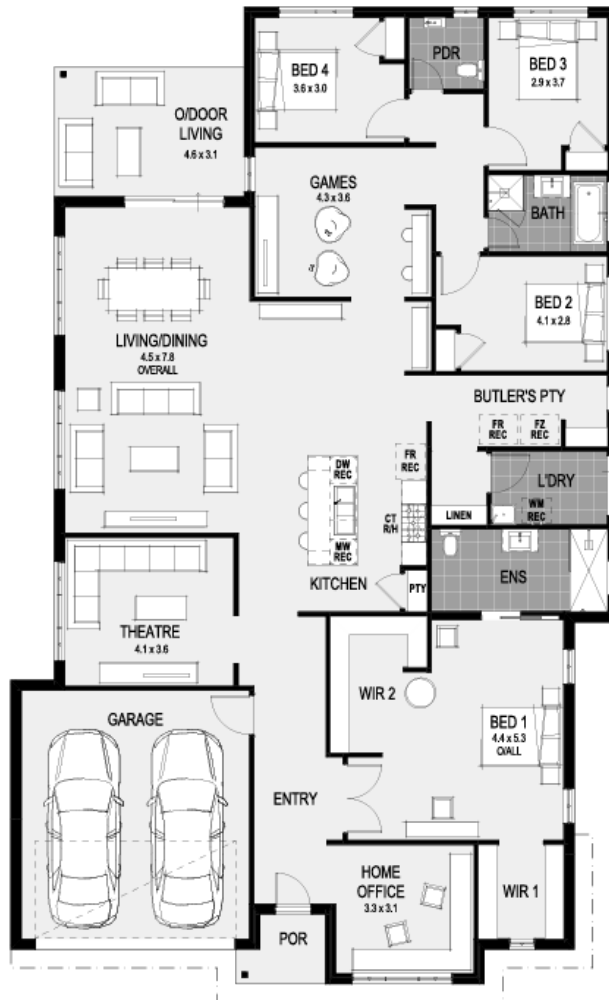 PDR
BED 4
3.6 x 3.0
BED 3
2.9 x 3.7
O/DOOR
LIVING
4.6 x 3.1
GAMES
4.3 x 3.6
BATH
BED 2
4.1 x 2.8
LIVING/DINING
4.5 x 7.8
OVERALL
BUTLER'S PTY
FR
REC
FZ
REC
DW
REC
FR
REC
L'DRY
WM
REC
CT
R/H
LINEN
MW
REC
KITCHEN
PTY
ENS
THEATRE
4.1 x 3.6
WIR 2
GARAGE
BED 1
4.4 x 5.3
O/ALL
ENTRY
HOME
OFFICE
3.3 x 3.1
WIR 1
POR